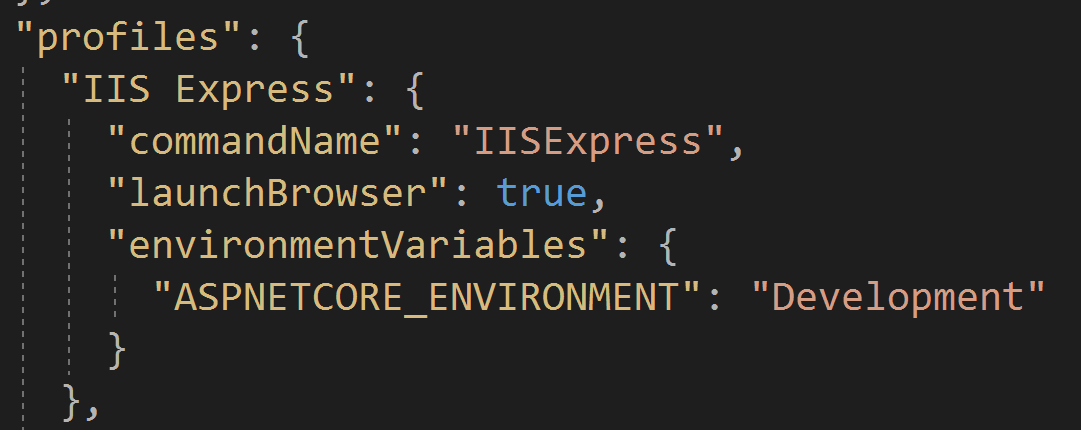 },
"profiles": {
"IIS Express": {
"commandName": "IISExpress",
"launchBrowser": true,
"environmentVariables": {
"ASPNETCORE_ENVIRONMENT": "Development"
}
},